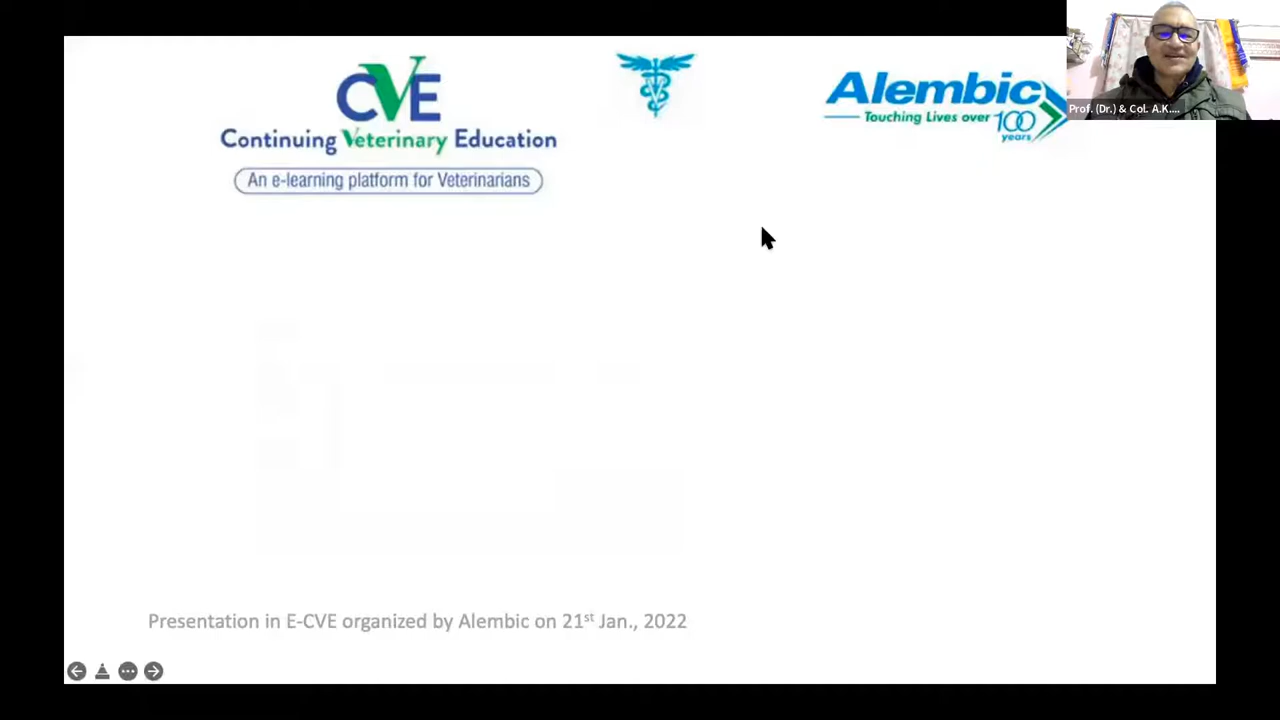 CVE
Continuing Veterinary Education
An e-learning platform for Veterinarians
V
Alembic
Touching Lives over 100 years
Prof. (Dr.) & Col. A.K....
Presentation in E-CVE organized by Alembic on 21st Jan., 2022